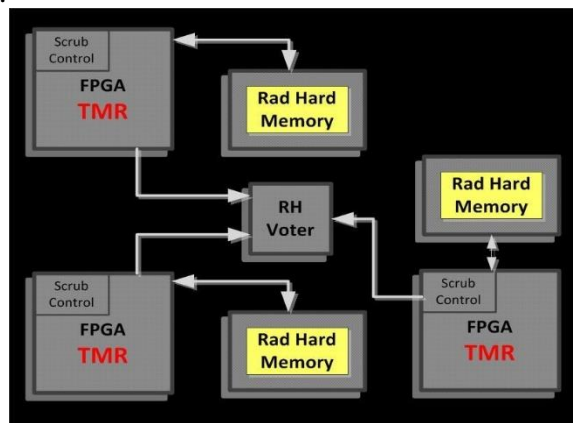 Scrub
Control
FPGA
TMR
Rad Hard
Memory
RH
Voter
Rad Hard
Memory
Scrub
Control
FPGA
TMR
Rad Hard
Memory
Scrub
Control
FPGA
TMR